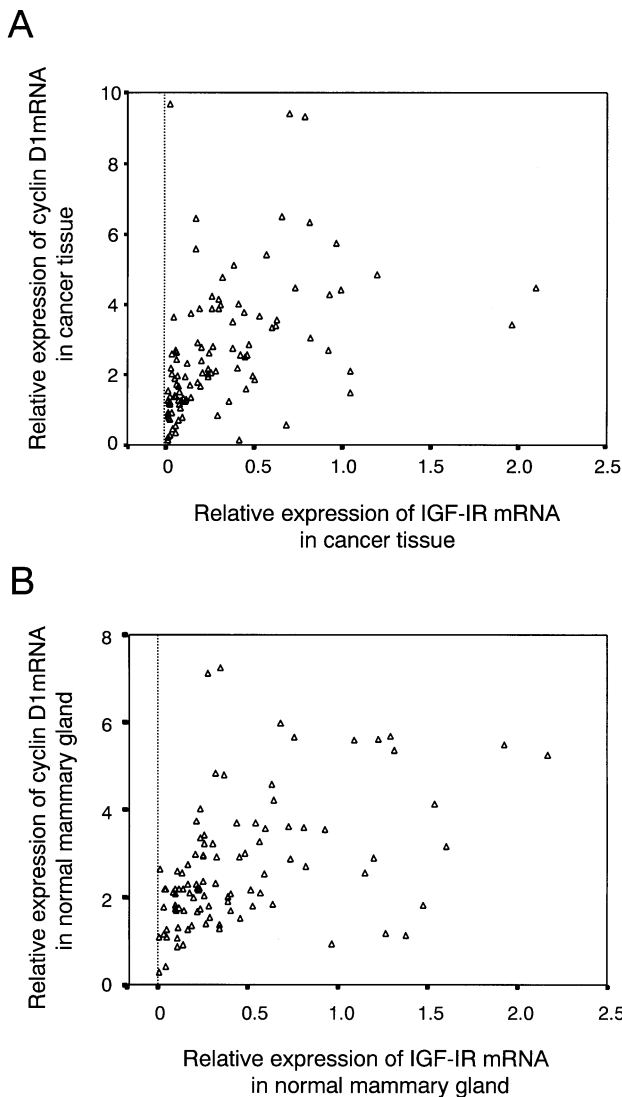 A
Relative expression of cyclin D1mRNA
in cancer tissue
10
8
6
4
2
0
0 0.5 1.0 1.5 2.0 2.5
Relative expression of IGF-IR mRNA
in cancer tissue
B
Relative expression of cyclin D1mRNA
in normal mammary gland
8
6
4
2
0
0 0.5 1.0 1.5 2.0 2.5
Relative expression of IGF-IR mRNA
in normal mammary gland